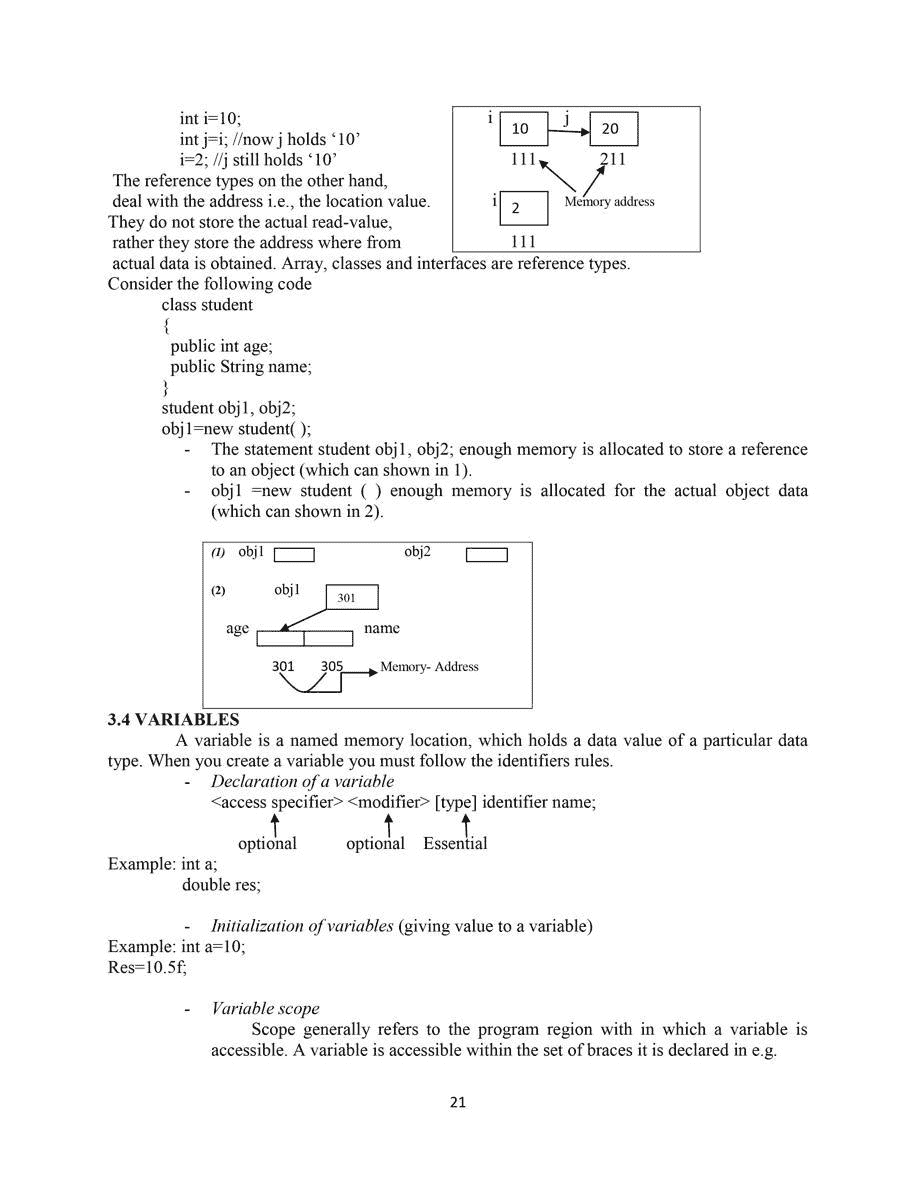 int i=10;
int j=i; //now j holds ‘10’
i=2; //j still holds ‘10’
The reference types on the other hand,
deal with the address i.e., the location value.
They do not store the actual read-value,
rather they store the address where from
i 10 j 20
111 211
i 2 Memory address
111
actual data is obtained. Array, classes and interfaces are reference types.
Consider the following code
class student
{
public int age;
public String name;
}
student obj1, obj2;
obj1=new student( );
- The statement student obj1, obj2; enough memory is allocated to store a reference
to an object (which can shown in 1).
- obj1 =new student ( ) enough memory is allocated for the actual object data
(which can shown in 2).
(1) obj1 obj2
(2) obj1 301
age name
301 305 Memory- Address
3.4 VARIABLES
A variable is a named memory location, which holds a data value of a particular data
type. When you create a variable you must follow the identifiers rules.
- Declaration of a variable
<access specifier> <modifier> [type] identifier name;
optional optional Essential
Example: int a;
double res;
- Initialization of variables (giving value to a variable)
Example: int a=10;
Res=10.5f;
- Variable scope
Scope generally refers to the program region with in which a variable is
accessible. A variable is accessible within the set of braces it is declared in e.g.
21